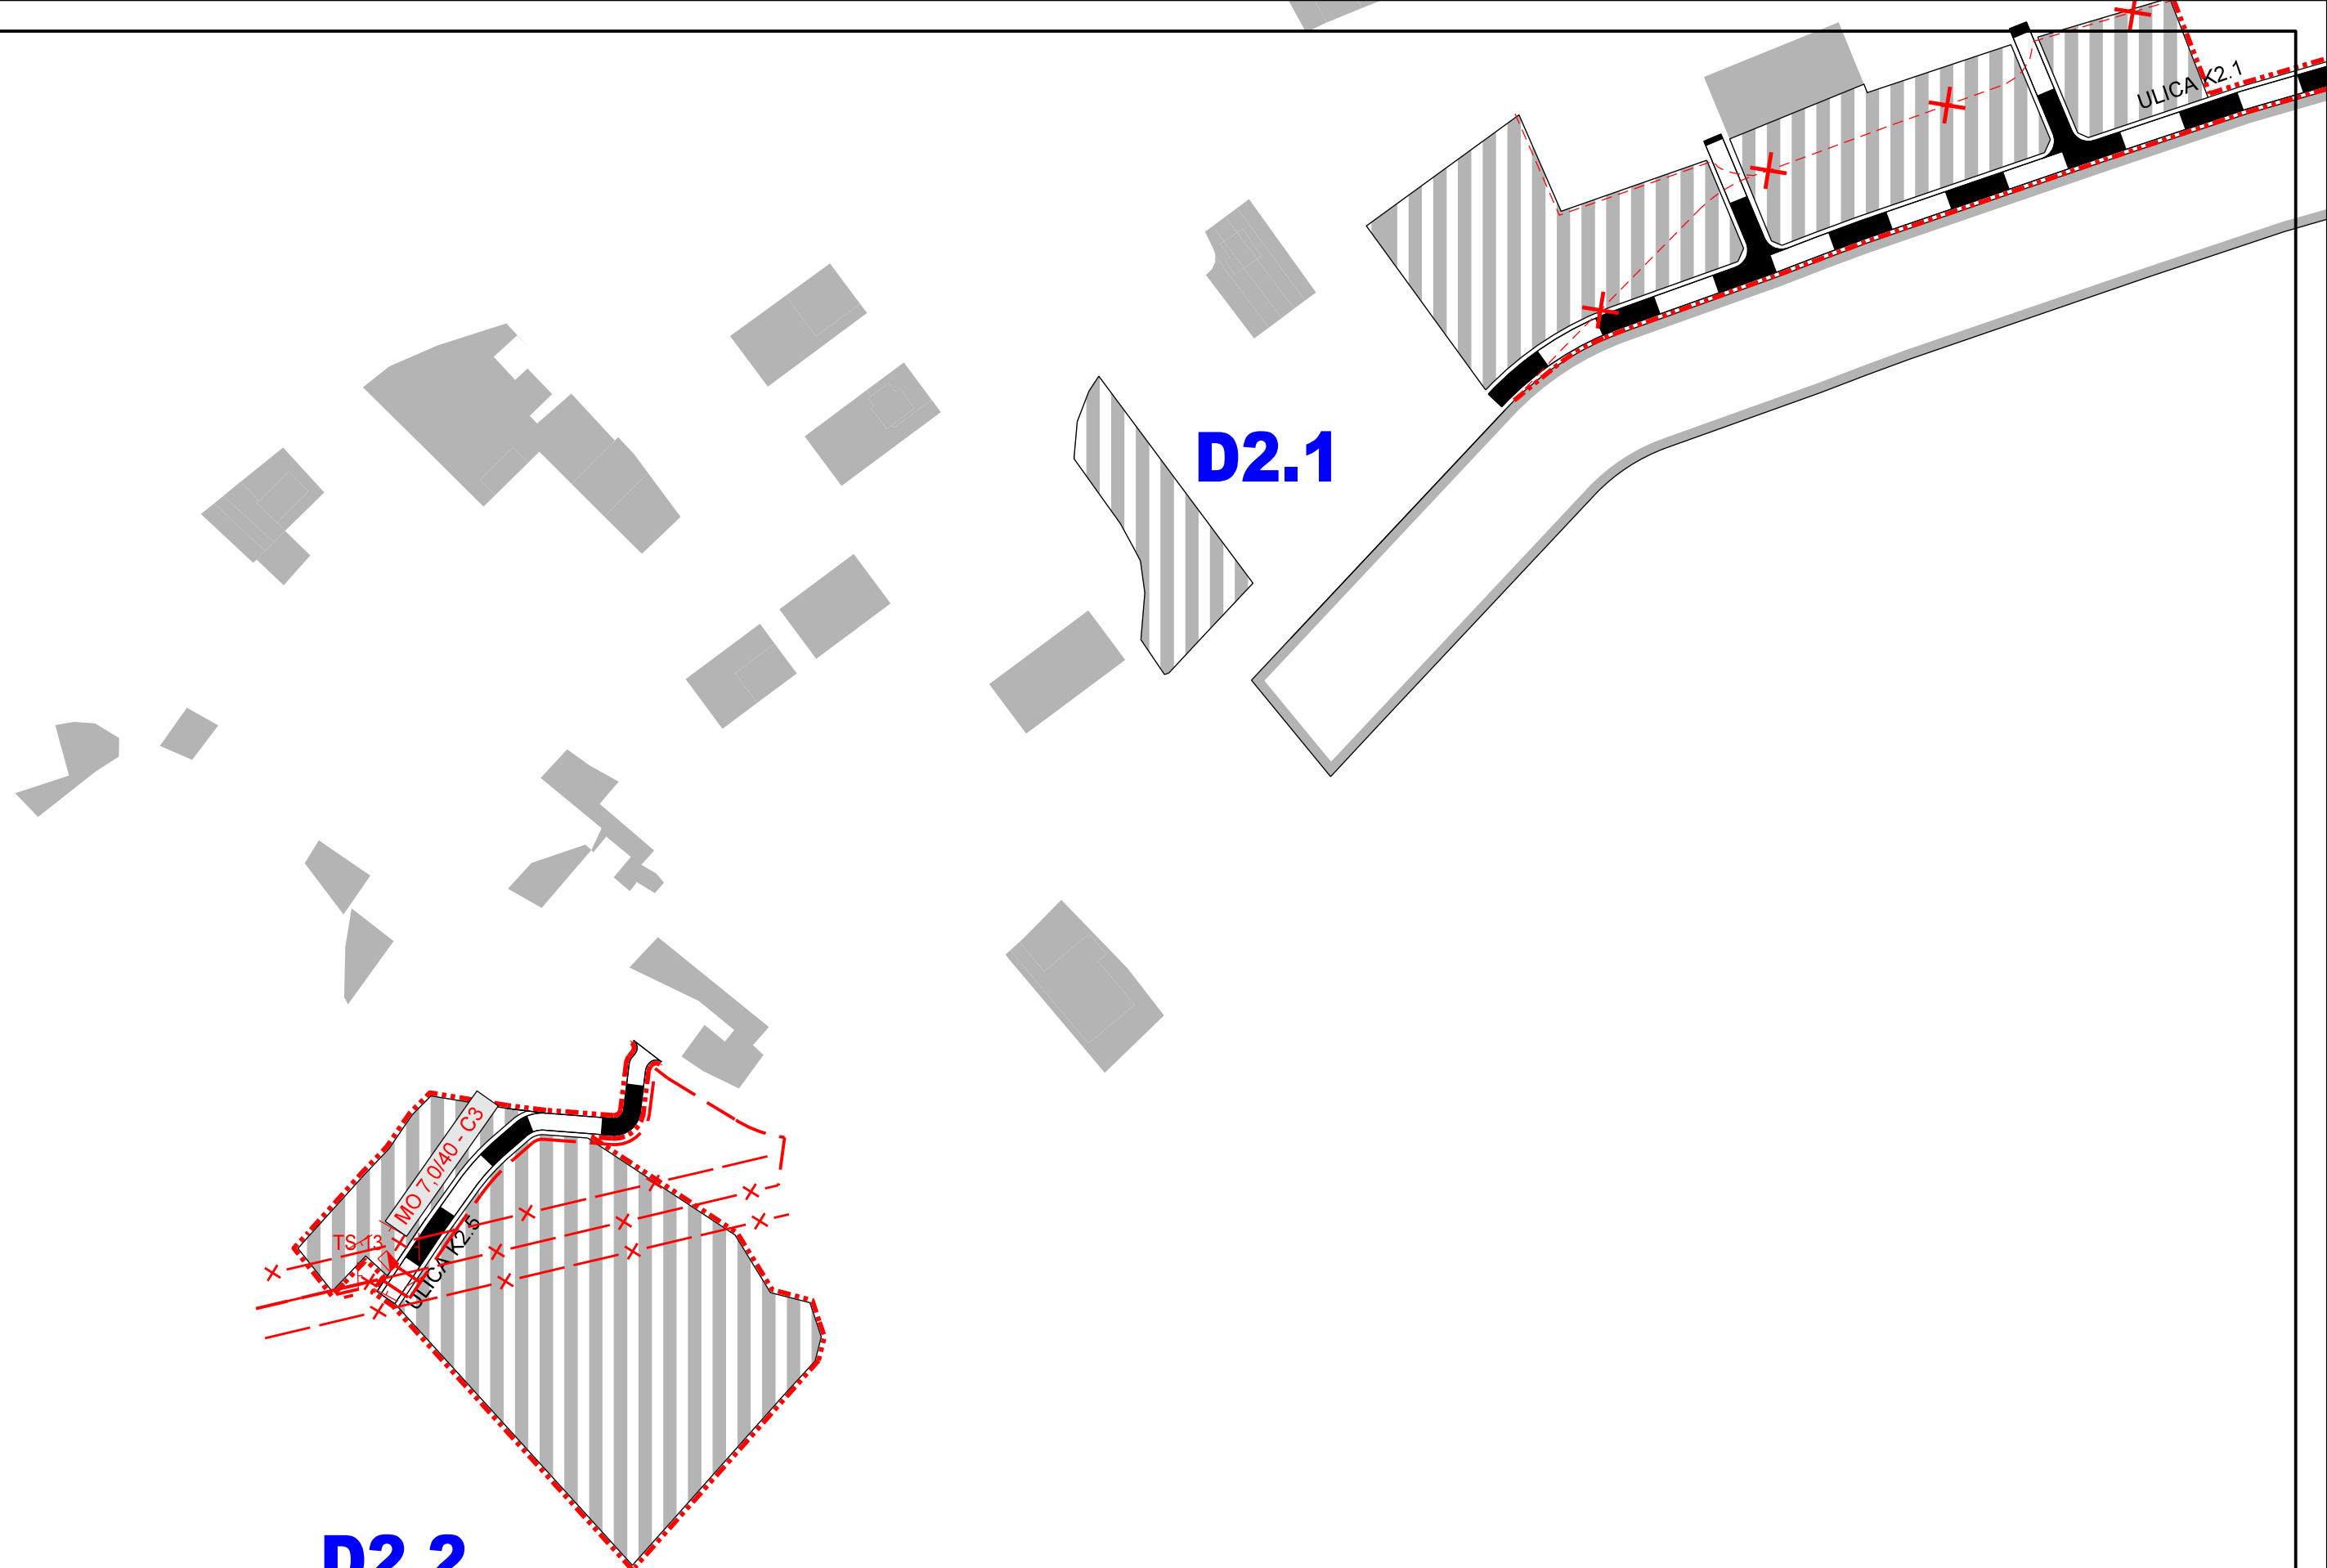 ULICA K2.1
D2.1
MO 7,0/40 - C3
TS-13
ULICA K2.5
D2.2